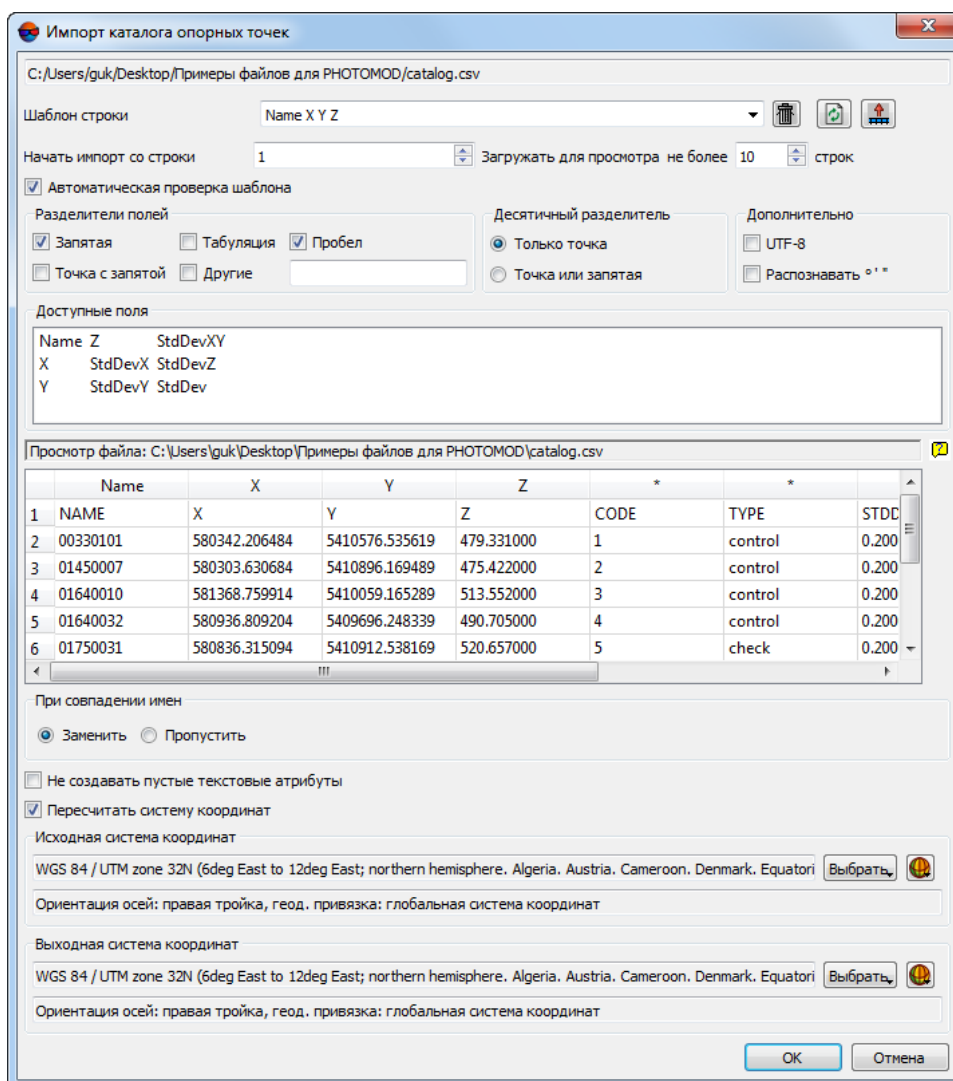 Импорт каталога опорных точек
C:/Users/guk/Desktop/Примеры файлов для PHOTOMOD/catalog.csv
Шаблон строки Name X Y Z
Начать импорт со строки 1 Загружать для просмотра не более 10 строк
Автоматическая проверка шаблона
Разделители полей Десятичный разделитель Дополнительно
Запятая Табуляция Пробел Только точка UTF-8
Точка с запятой Другие Точка или запятая Распознавать ° ' "
Доступные поля
Name Z StdDevXY
X StdDevX StdDevZ
Y StdDevY StdDev
Просмотр файла: C:\Users\guk\Desktop\Примеры файлов для PHOTOMOD\catalog.csv
Name X Y Z * *
1 NAME X Y Z CODE TYPE STDD
2 00330101 580342.206484 5410576.535619 479.331000 1 control 0.200
3 01450007 580303.630684 5410896.169489 475.422000 2 control 0.200
4 01640010 581368.759914 5410059.165289 513.552000 3 control 0.200
5 01640032 580936.809204 5409696.248339 490.705000 4 control 0.200
6 01750031 580836.315094 5410912.538169 520.657000 5 check 0.200
При совпадении имен
Заменить Пропустить
Не создавать пустые текстовые атрибуты
Пересчитать систему координат
Исходная система координат
WGS 84 / UTM zone 32N (6deg East to 12deg East; northern hemisphere. Algeria. Austria. Cameroon. Denmark. Equatori Выбрать
Ориентация осей: правая тройка, геод. привязка: глобальная система координат
Выходная система координат
WGS 84 / UTM zone 32N (6deg East to 12deg East; northern hemisphere. Algeria. Austria. Cameroon. Denmark. Equatori Выбрать
Ориентация осей: правая тройка, геод. привязка: глобальная система координат
OK Отмена